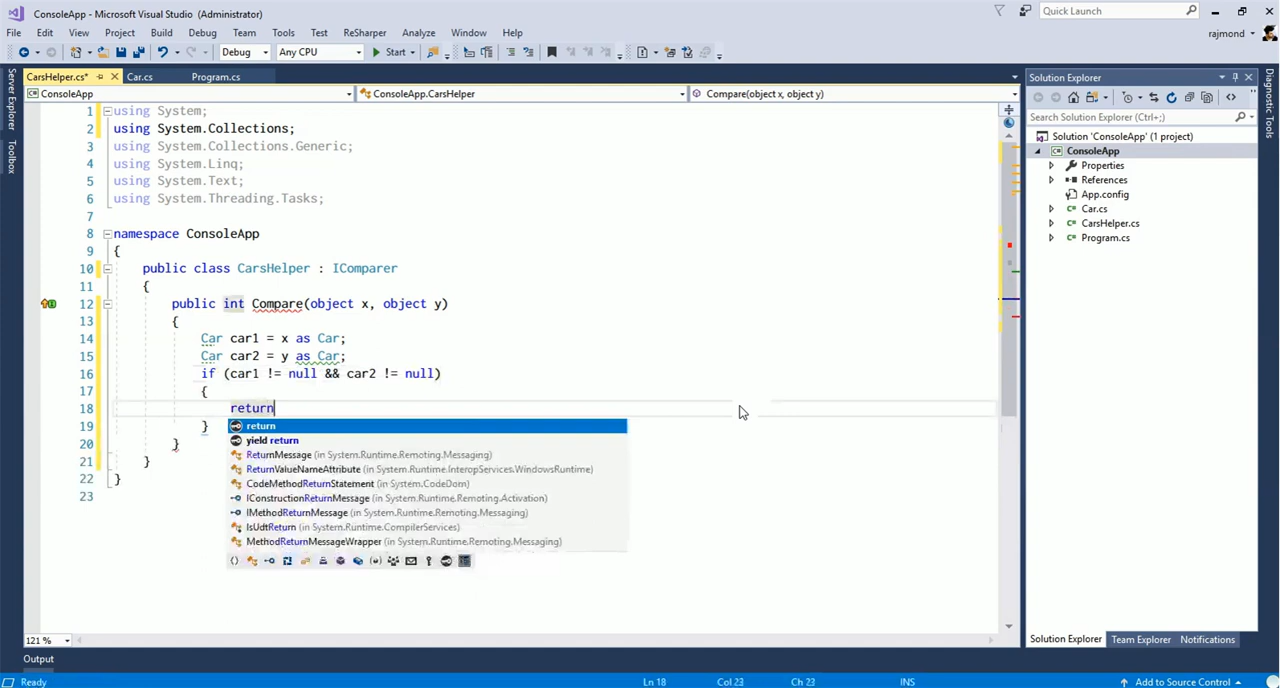 ConsoleApp - Microsoft Visual Studio (Administrator)
Quick Launch
File Edit View Project Build Debug Team Tools Test ReSharper Analyze Window Help
rajmond
Debug Any CPU Start
CarsHelper.cs* Car.cs Program.cs
ConsoleApp ConsoleApp.CarsHelper Compare(object x, object y)
Server Explorer
Toolbox
1 using System;
2 using System.Collections;
3 using System.Collections.Generic;
4 using System.Linq;
5 using System.Text;
6 using System.Threading.Tasks;
7
8 namespace ConsoleApp
9 {
10 public class CarsHelper : IComparer
11 {
12 public int Compare(object x, object y)
13 {
14 Car car1 = x as Car;
15 Car car2 = y as Car;
16 if (car1 != null && car2 != null)
17 {
18 return
19 }
20 }
21 }
22 }
23
return
yield return
ReturnMessage (in System.Runtime.Remoting.Messaging)
ReturnValueNameAttribute (in System.Runtime.InteropServices.WindowsRuntime)
CodeMethodReturnStatement (in System.CodeDom)
IConstructionReturnMessage (in System.Runtime.Remoting.Activation)
IMethodReturnMessage (in System.Runtime.Remoting.Messaging)
IsUdtReturn (in System.Runtime.CompilerServices)
MethodReturnMessageWrapper (in System.Runtime.Remoting.Messaging)
121 %
Output
Ready Ln 18 Col 23 Ch 23 INS Add to Source Control
Solution Explorer
Search Solution Explorer (Ctrl+;)
Solution 'ConsoleApp' (1 project)
ConsoleApp
Properties
References
App.config
Car.cs
CarsHelper.cs
Program.cs
Solution Explorer Team Explorer Notifications
Diagnostic Tools